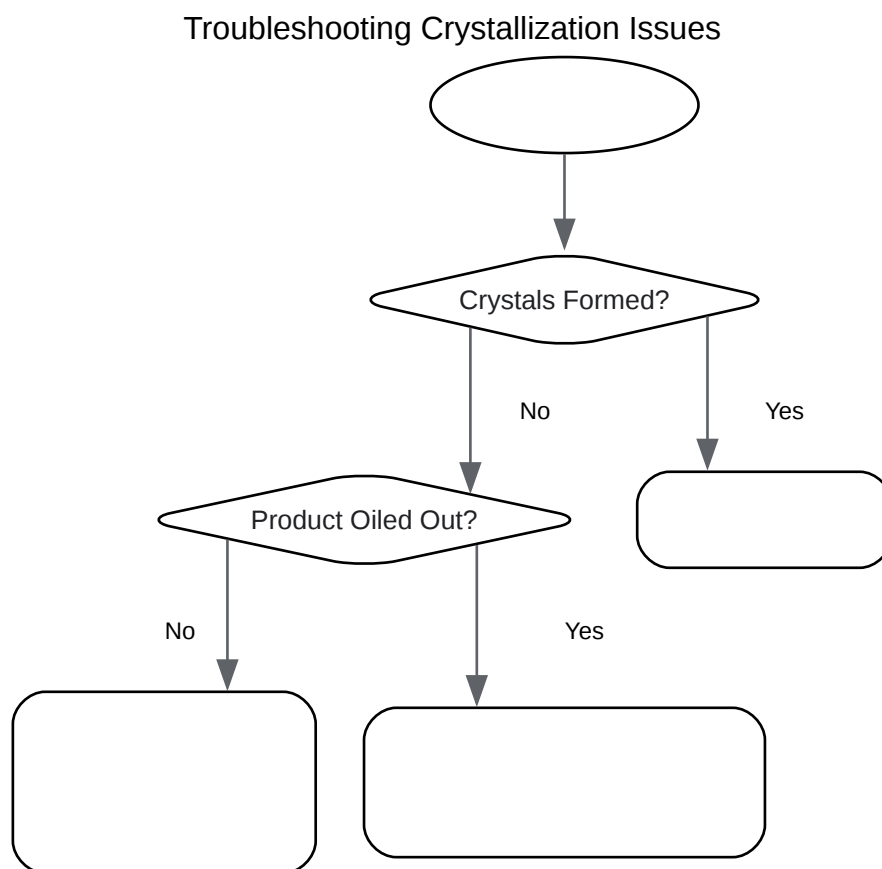 Troubleshooting Crystallization Issues
Crystals Formed?
No
Yes
Product Oiled Out?
No
Yes